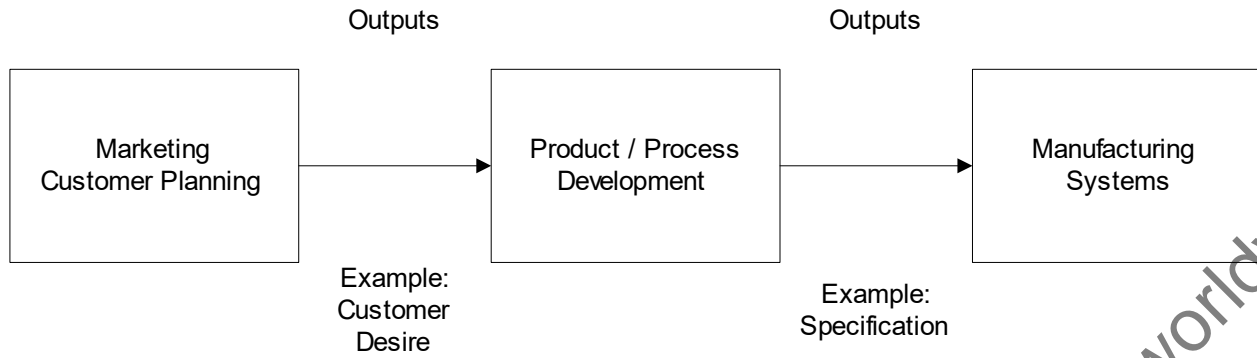 Outputs
Outputs
Marketing
Customer Planning
Product / Process
Development
Manufacturing
Systems
Example:
Customer
Desire
Example:
Specification